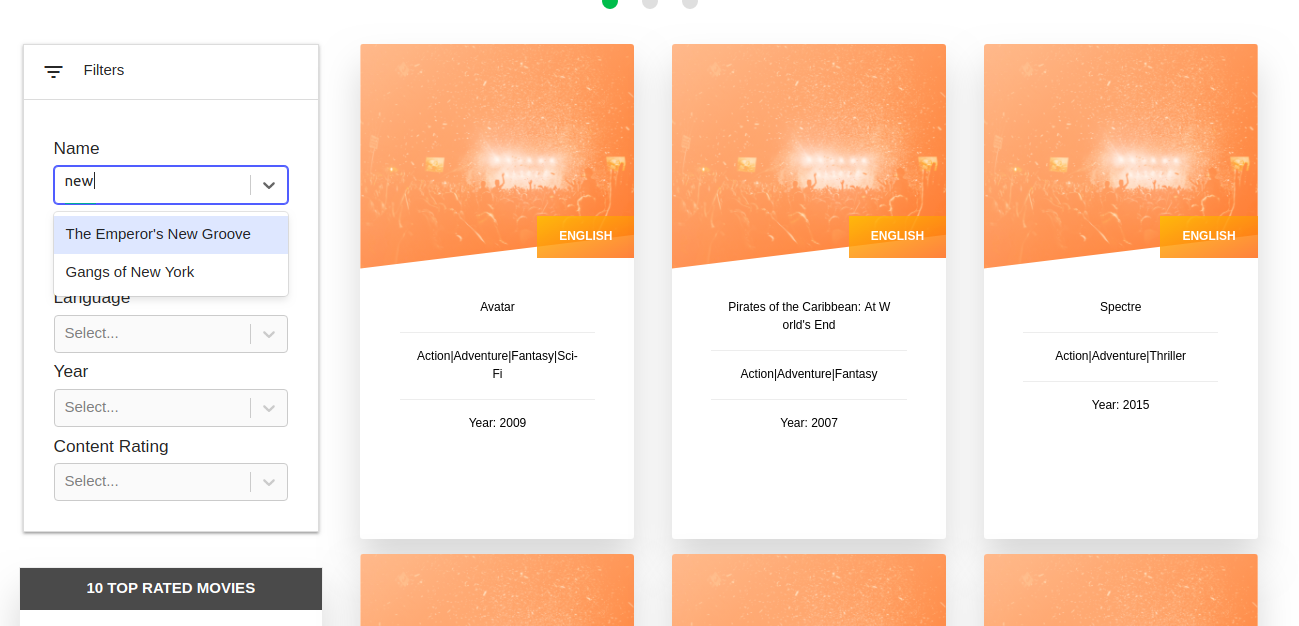 Filters
Name
new
The Emperor's New Groove
Gangs of New York
Language
Select...
Year
Select...
Content Rating
Select...
10 TOP RATED MOVIES
ENGLISH
Avatar
Action|Adventure|Fantasy|Sci-
Fi
Year: 2009
ENGLISH
Pirates of the Caribbean: At W
orld's End
Action|Adventure|Fantasy
Year: 2007
ENGLISH
Spectre
Action|Adventure|Thriller
Year: 2015